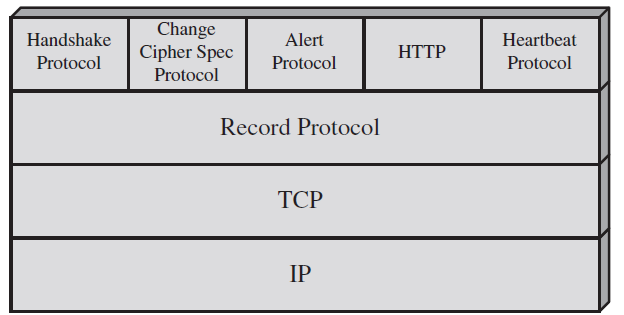 Handshake
Protocol
Change
Cipher Spec
Protocol
Alert
Protocol
HTTP
Heartbeat
Protocol
Record Protocol
TCP
IP